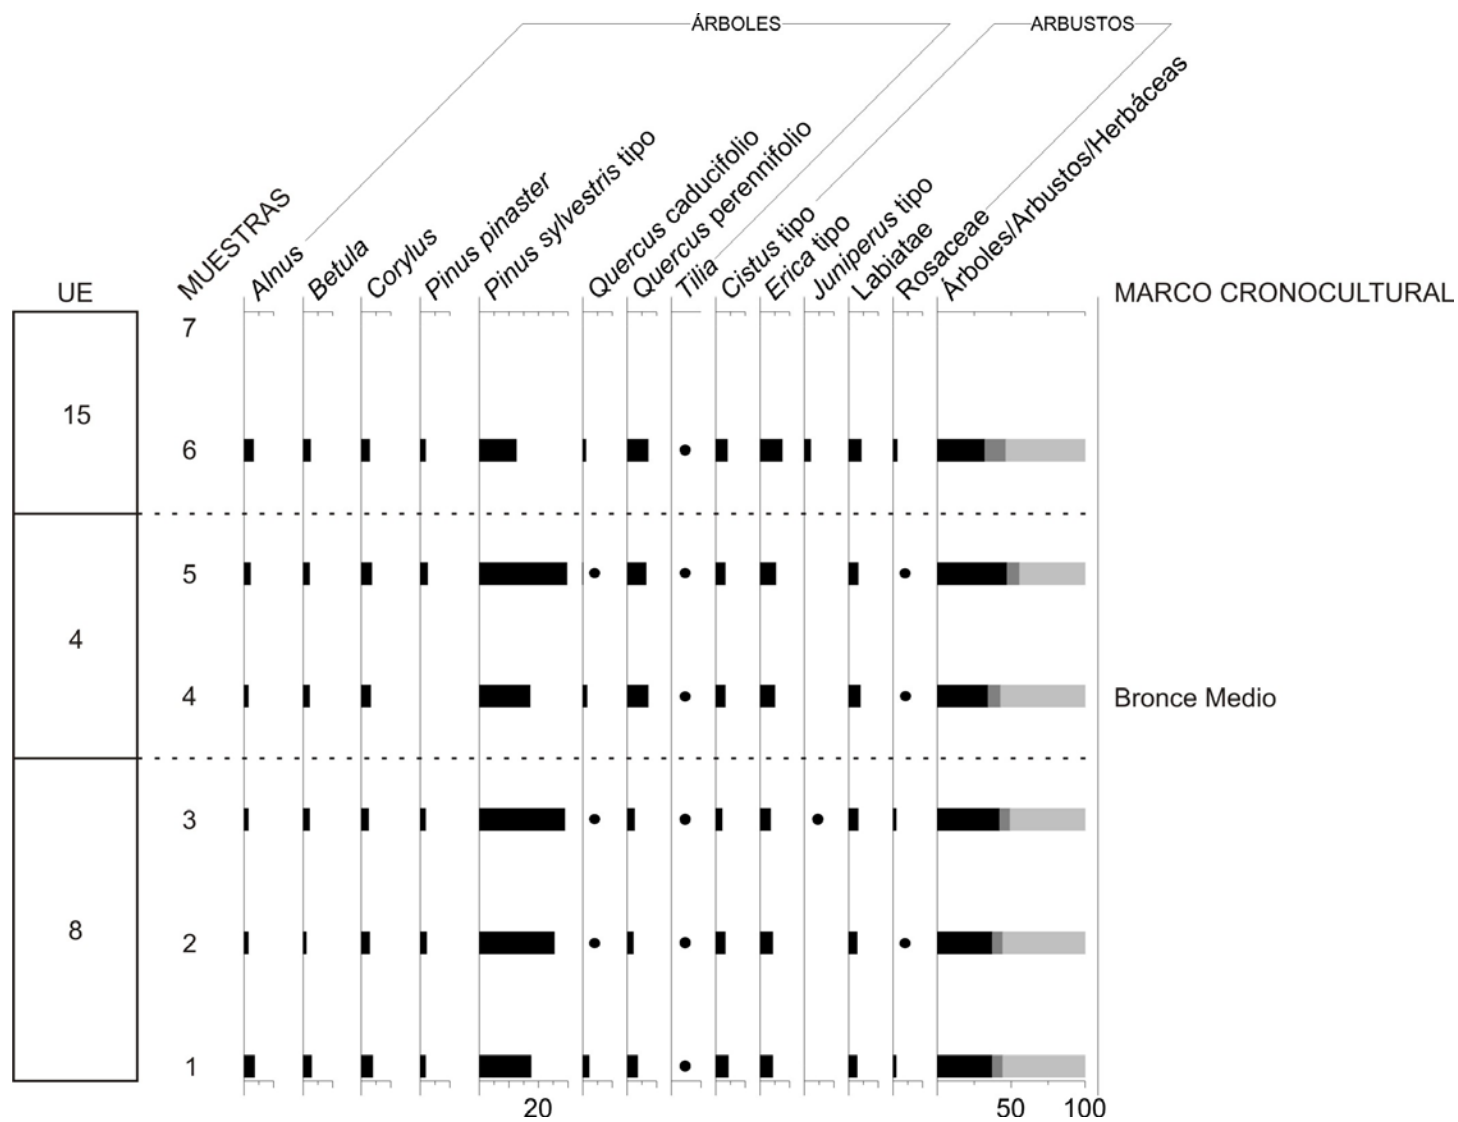 ÁRBOLES
ARBUSTOS
UE
MUESTRAS
Alnus
Betula
Corylus
Pinus pinaster
Pinus sylvestris tipo
Quercus caducifolio
Quercus perennifolio
Tilia
Cistus tipo
Erica tipo
Juniperus tipo
Labiatae
Rosaceae
Árboles/Arbustos/Herbáceas
MARCO CRONOCULTURAL
7
15
6
5
4
4
Bronce Medio
3
8
2
1
20
50
100